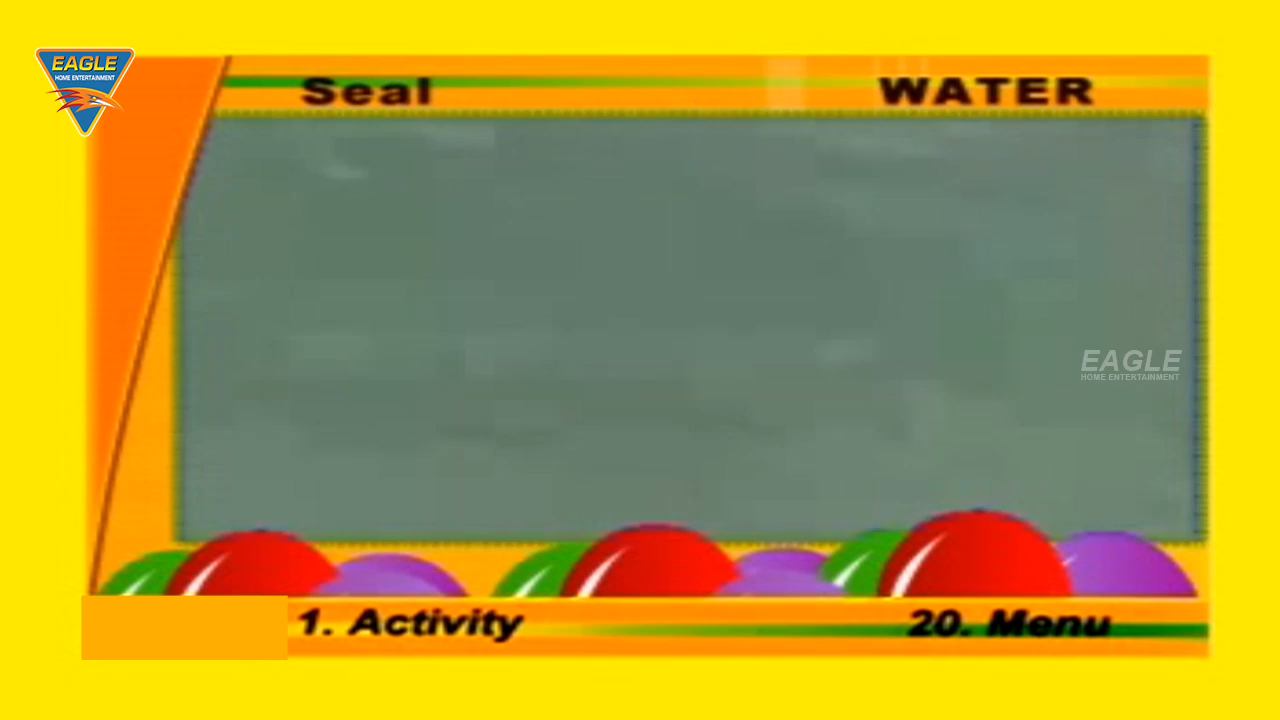 EAGLE
HOME ENTERTAINMENT
Seal
WATER
EAGLE
HOME ENTERTAINMENT
1. Activity
20. Menu